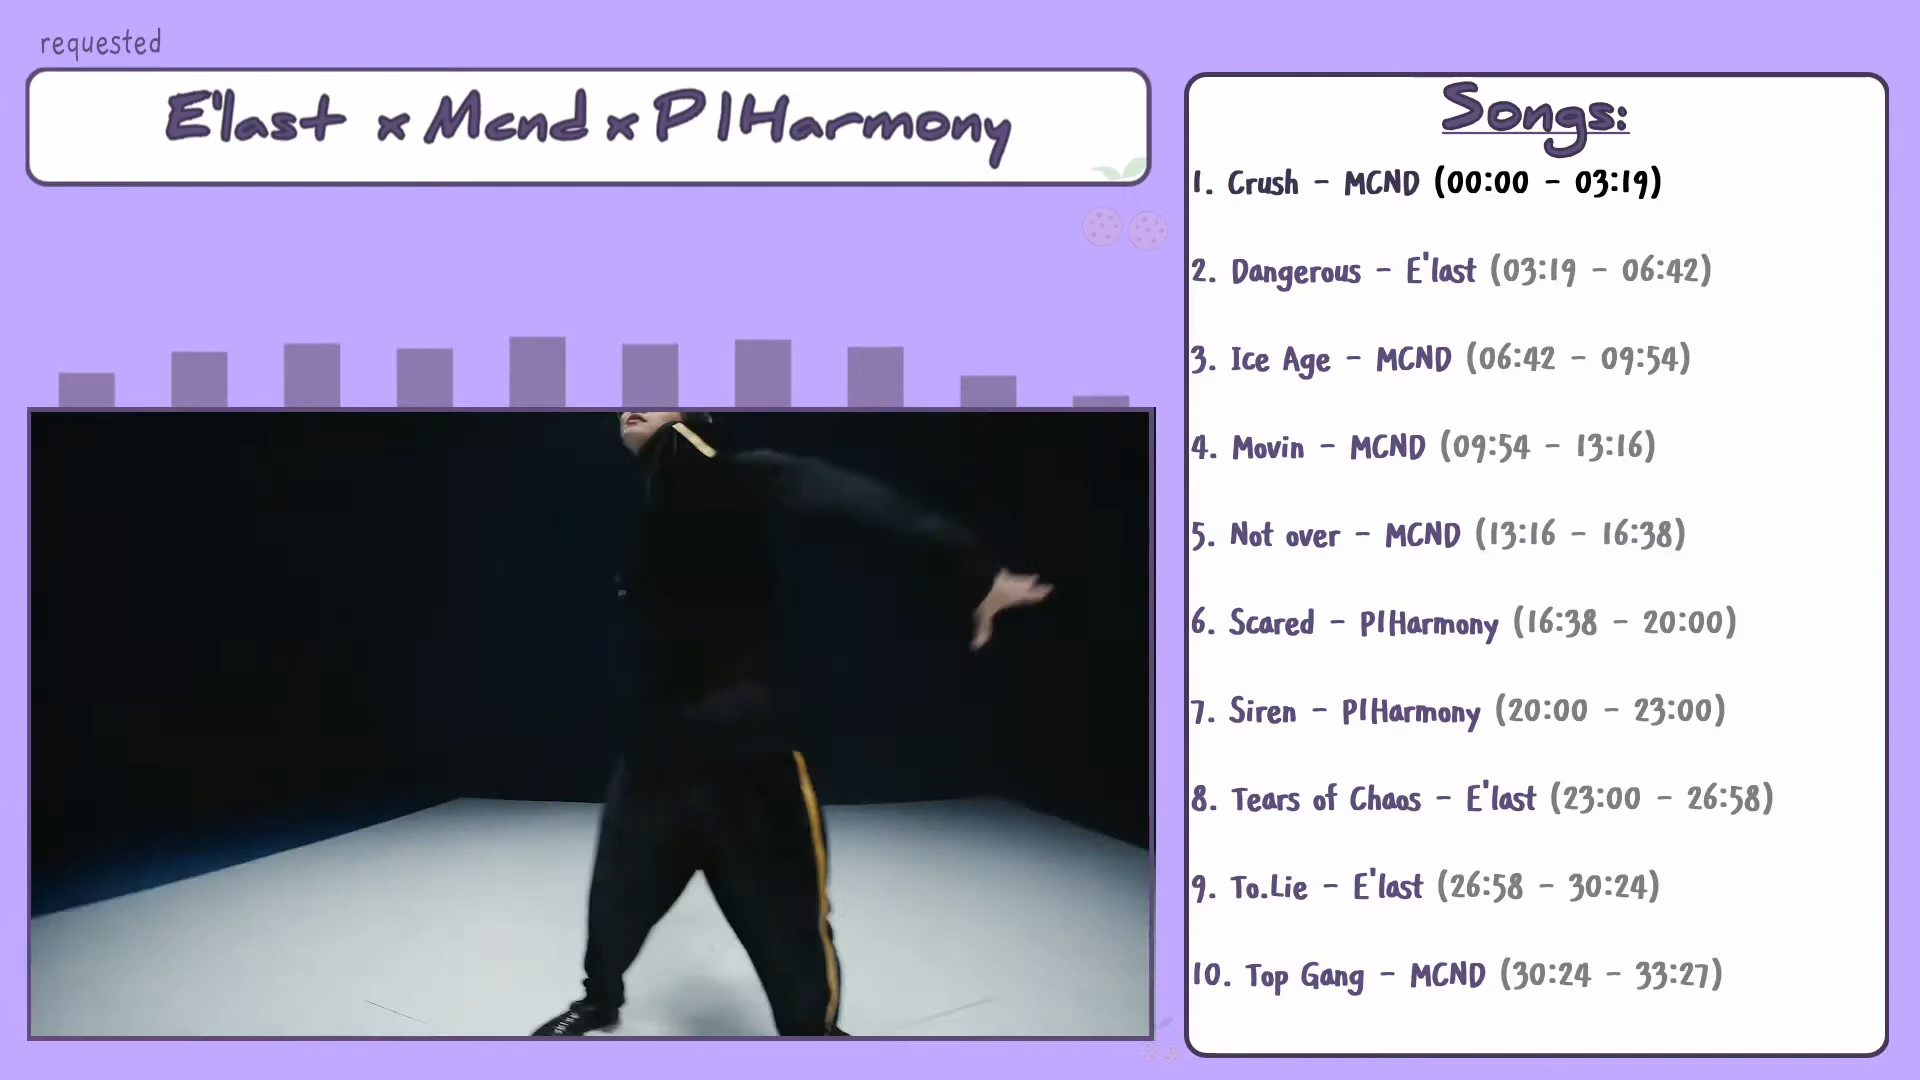 requested
E'last x Mcnd x P1Harmony
Songs:
1. Crush - MCND (00:00 - 03:19)
2. Dangerous - E'last (03:19 - 06:42)
3. Ice Age - MCND (06:42 - 09:54)
4. Movin - MCND (09:54 - 13:16)
5. Not over - MCND (13:16 - 16:38)
6. Scared - P1Harmony (16:38 - 20:00)
7. Siren - P1Harmony (20:00 - 23:00)
8. Tears of Chaos - E'last (23:00 - 26:58)
9. To.Lie - E'last (26:58 - 30:24)
10. Top Gang - MCND (30:24 - 33:27)